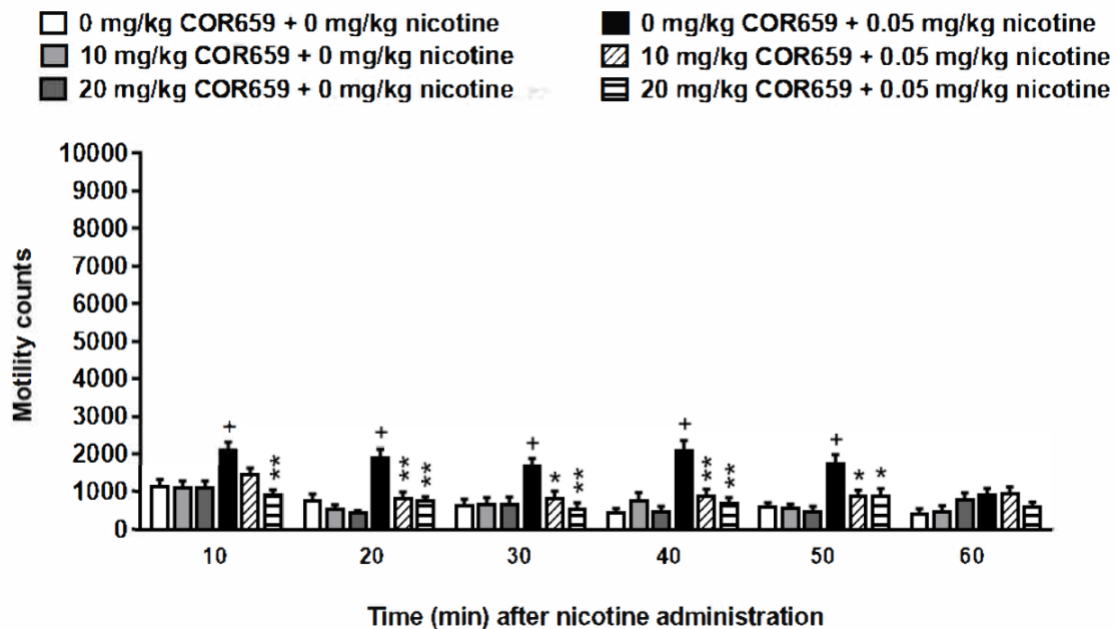 0 mg/kg COR659 + 0 mg/kg nicotine
10 mg/kg COR659 + 0 mg/kg nicotine
20 mg/kg COR659 + 0 mg/kg nicotine
0 mg/kg COR659 + 0.05 mg/kg nicotine
10 mg/kg COR659 + 0.05 mg/kg nicotine
20 mg/kg COR659 + 0.05 mg/kg nicotine
Motility counts
10000
9000
8000
7000
6000
5000
4000
3000
2000
1000
0
+ **
+ ** **
+ * **
+ ** **
+ * *
10 20 30 40 50 60
Time (min) after nicotine administration